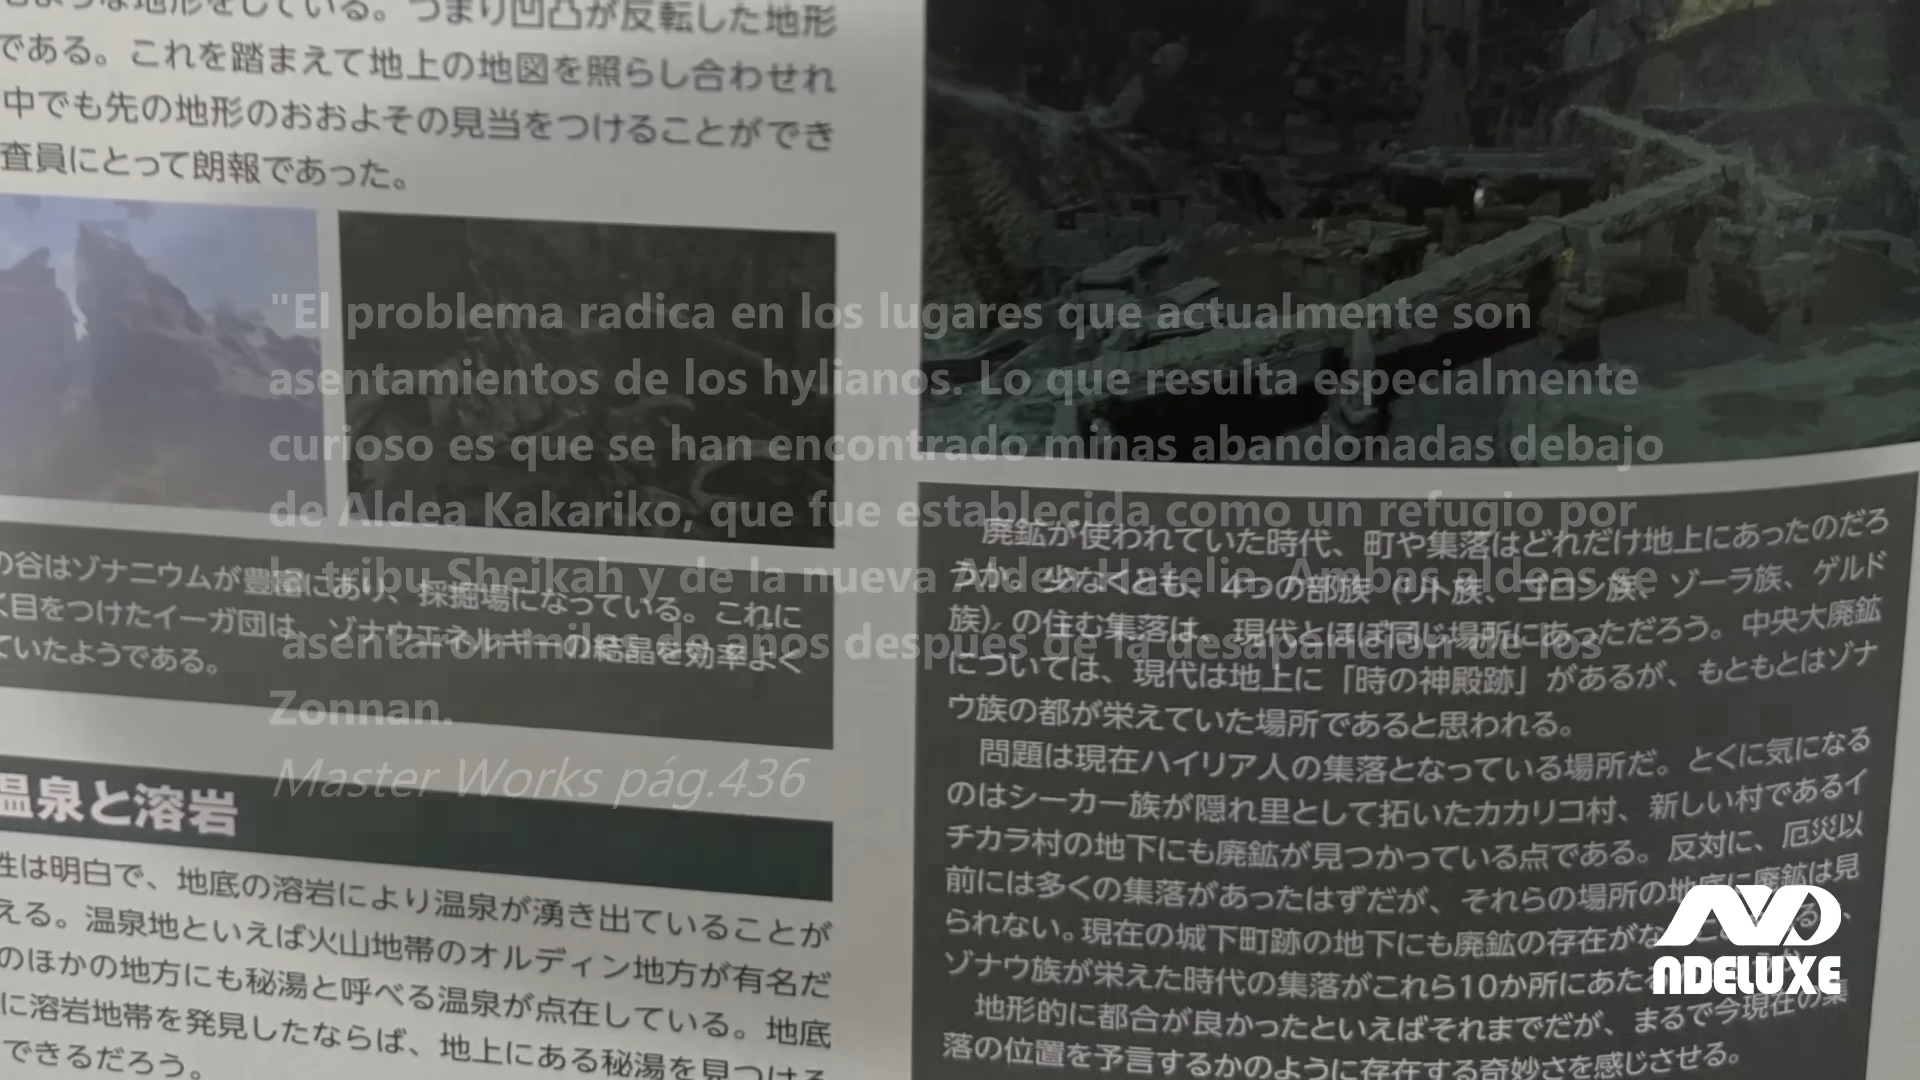 ような地形をしている。つまり凹凸が反転した地形
である。これを踏まえて地上の地図を照らし合わせれ
中でも先の地形のおおよその見当をつけることができ
査員にとって朗報であった。
の谷はゾナニウムが豊富にあり、採掘場になっている。これに
目をつけたイーガ団は、ゾナウエネルギーの結晶を効率よく
ていたようである。
温泉と溶岩
性は明白で、地底の溶岩により温泉が湧き出ていることが
える。温泉地といえば火山地帯のオルディン地方が有名だ
のほかの地方にも秘湯と呼べる温泉が点在している。地底
に溶岩地帯を発見したならば、地上にある秘湯を見つける
できるだろう。
廃鉱が使われていた時代、町や集落はどれだけ地上にあったのだろ
うか。少なくとも、4つの部族（リト族、ゴロン族、ゾーラ族、ゲルド
族）の住む集落は、現代とほぼ同じ場所にあっただろう。中央大廃鉱
については、現代は地上に「時の神殿跡」があるが、もともとはゾナ
ウ族の都が栄えていた場所であると思われる。
問題は現在ハイリア人の集落となっている場所だ。とくに気になる
のはシーカー族が隠れ里として拓いたカカリコ村、新しい村であるイ
チカラ村の地下にも廃鉱が見つかっている点である。反対に、厄災以
前には多くの集落があったはずだが、それらの場所の地底に廃鉱は見
られない。現在の城下町跡の地下にも廃鉱の存在がな
ゾナウ族が栄えた時代の集落がこれら10か所にあたる
地形的に都合が良かったといえばそれまでだが、まるで今現在の集
落の位置を予言するかのように存在する奇妙さを感じさせる。
"El problema radica en los lugares que actualmente son
asentamientos de los hylianos. Lo que resulta especialmente
curioso es que se han encontrado minas abandonadas debajo
de Aldea Kakariko, que fue establecida como un refugio por
la tribu Sheikah y de la nueva Aldea Hatelia. Ambas aldeas se
asentaron miles de años después de la desaparición de los
Zonnan.
Master Works pág.436
NDELUXE